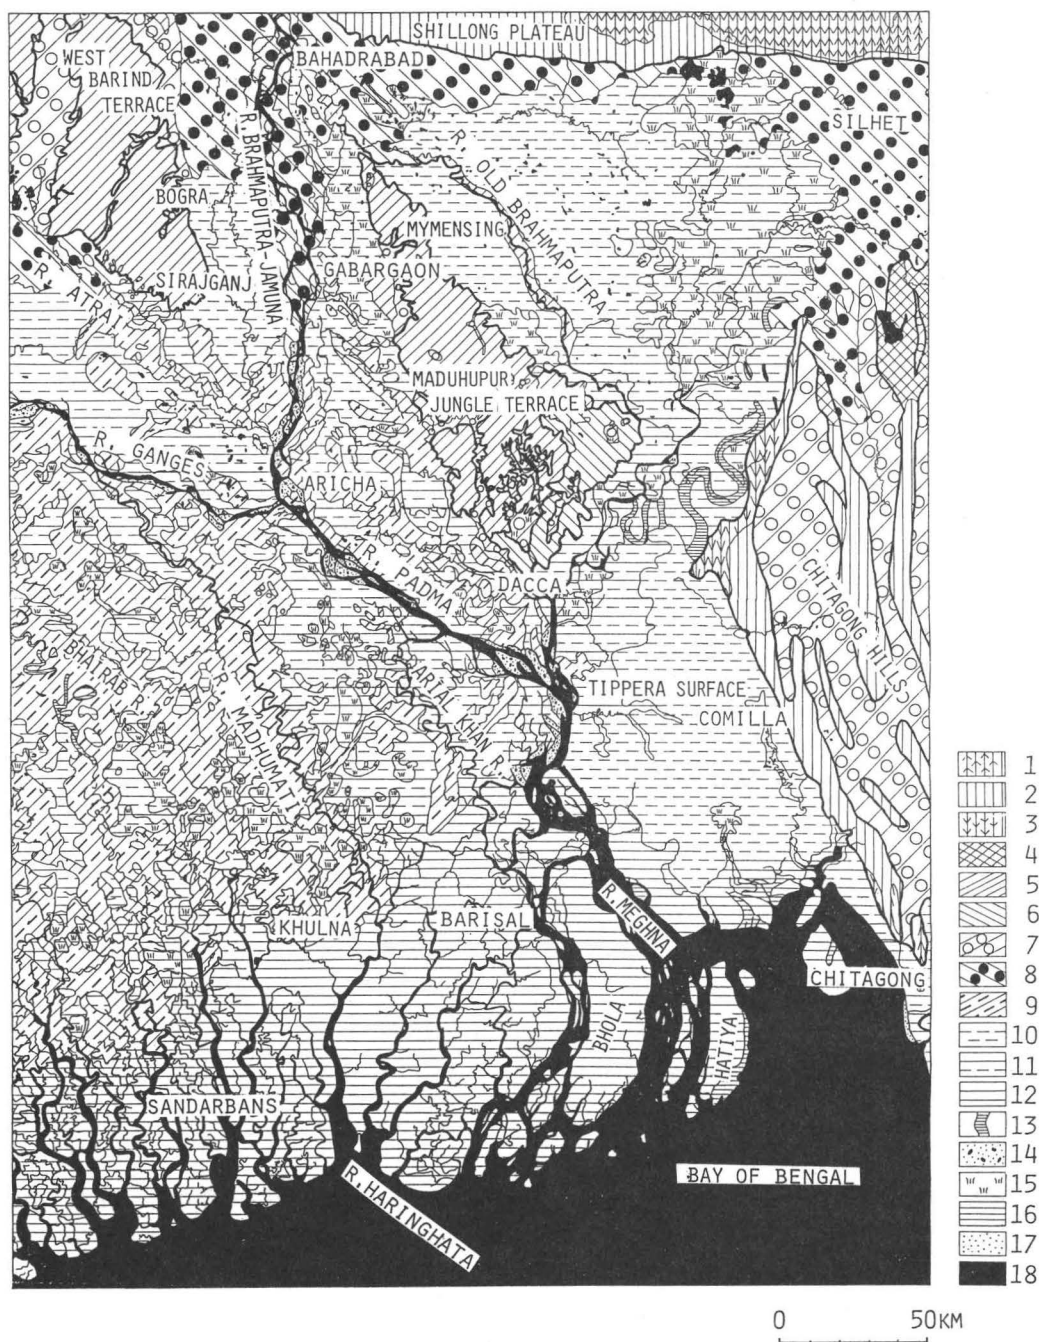 SHILLONG PLATEAU
WEST
BARIND
TERRACE
BAHADRABAD
SILHET
R. BRAHMAPUTRA-JAMUNA
R. OLD BRAHMAPUTRA
BOGRA
MYMENSING
SIRAJGANJ
GABARGAON
R. ATRAI
MADUHUPUR
JUNGLE TERRACE
R. GANGES
ARICHA
R. PADMA
DACCA
CHITAGONG HILLS
BHAIRAB R.
R. MADHUMATI
ARIAL KHAN R.
TIPPERA SURFACE
COMILLA
KHULNA
BARISAL
R. MEGHNA
CHITAGONG
BHOLA
HATIYA
SANDARBANS
R. HARINGHATA
BAY OF BENGAL
1
2
3
4
5
6
7
8
9
10
11
12
13
14
15
16
17
18
0 50KM